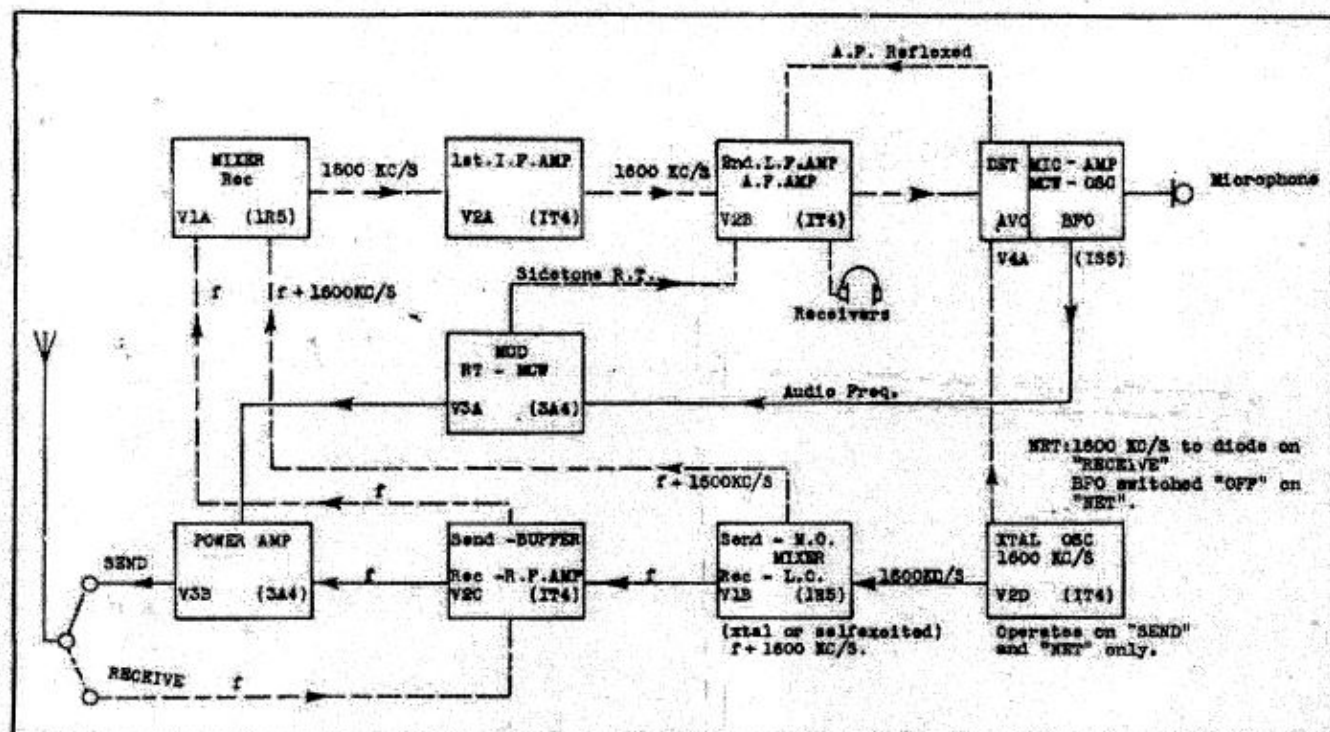 A.F. Reflexed
MIXER
Rec
V1A (1R5)
1600 KC/S
1st.I.F.AMP
V2A (IT4)
1600 KC/S
2nd.I.F.AMP
A.F.AMP
V2B (IT4)
DET
AVC
MIC - AMP
MCW - OSC
BFO
V4A (IS5)
Microphone
f
f + 1600KC/S
Sidetone R.T.
Receivers
MOD
RT - MCW
V3A (3A4)
Audio Freq.
NET:1600 KC/S to diode on
"RECEIVE"
BFO switched "OFF" on
"NET".
f + 1600KC/S
f
SEND
POWER AMP
V3B (3A4)
f
Send -BUFFER
Rec -R.F.AMP
V2C (IT4)
f
Send - M.O.
MIXER
Rec - L.O.
V1B (1R5)
(xtal or selfexcited)
f + 1600 KC/S.
1600KC/S
XTAL OSC
1600 KC/S
V2D (IT4)
Operates on "SEND"
and "NET" only.
RECEIVE f